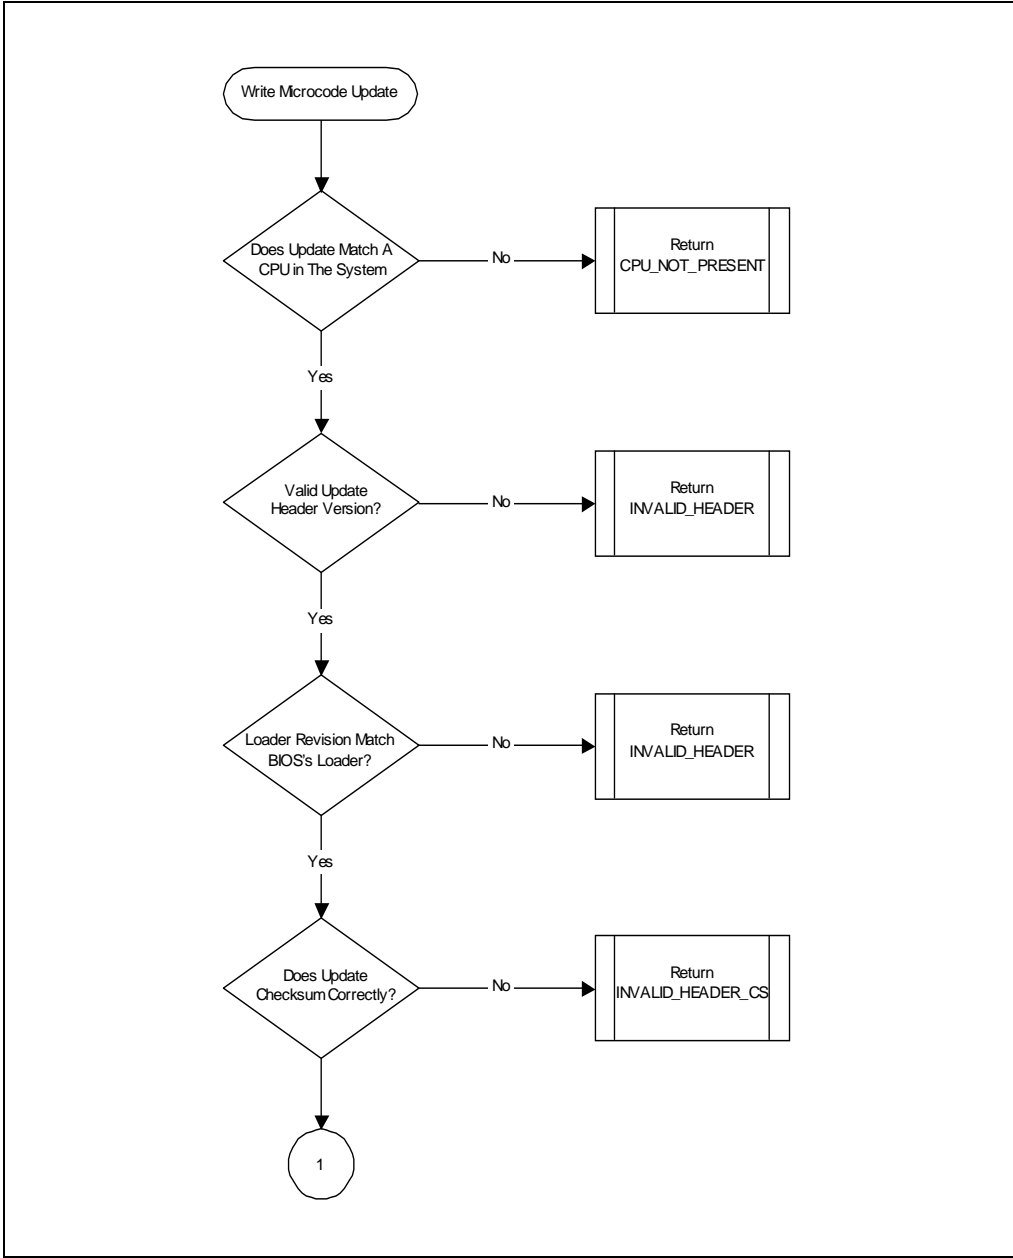 Write Microcode Update
Does Update Match A
CPU in The System
No
Return
CPU_NOT_PRESENT
Yes
Valid Update
Header Version?
No
Return
INVALID_HEADER
Yes
Loader Revision Match
BIOS's Loader?
No
Return
INVALID_HEADER
Yes
Does Update
Checksum Correctly?
No
Return
INVALID_HEADER_CS
1